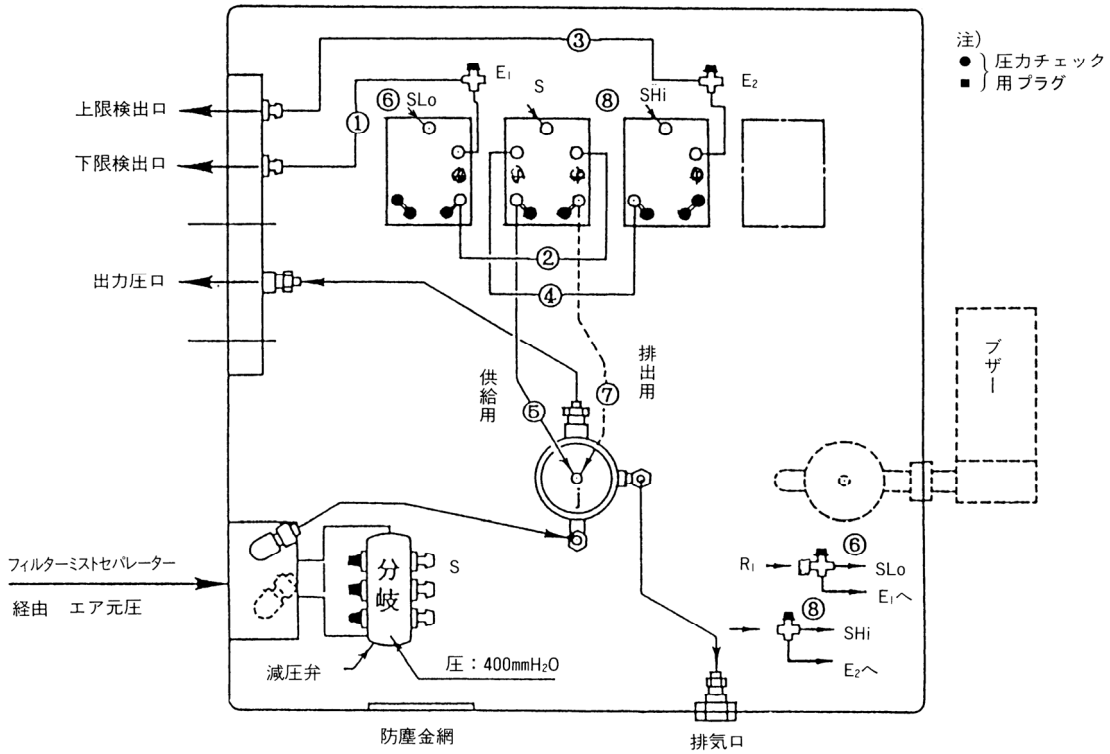 注)
● 圧力チェック
■ 用プラグ
③
E₁
E₂
⑥ SLo
S
⑧ SHi
上限検出口
①
下限検出口
②
出力圧口
④
供給用
排出用
⑤
⑦
ブザー
フィルターミストセパレーター
経由 エア元圧
分岐
S
減圧弁
圧:400mmH₂O
R₁
⑥
SLo
E₁へ
⑧
SHi
E₂へ
防塵金網
排気口